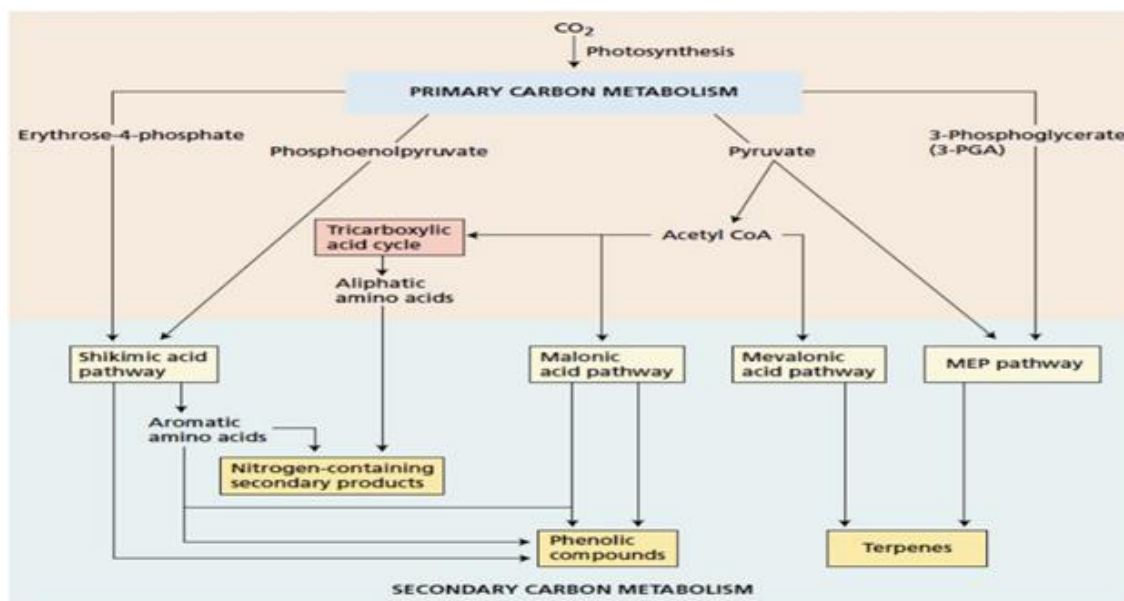 CO2
Photosynthesis
PRIMARY CARBON METABOLISM
Erythrose-4-phosphate
Phosphoenolpyruvate
Pyruvate
3-Phosphoglycerate
(3-PGA)
Tricarboxylic
acid cycle
Acetyl CoA
Aliphatic
amino acids
Shikimic acid
pathway
Malonic
acid pathway
Mevalonic
acid pathway
MEP pathway
Aromatic
amino acids
Nitrogen-containing
secondary products
Phenolic
compounds
Terpenes
SECONDARY CARBON METABOLISM